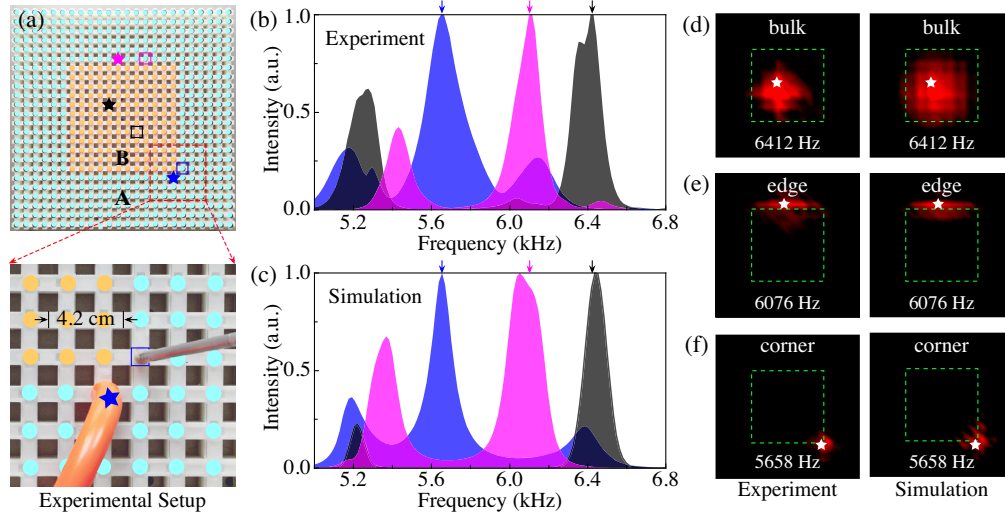 (a)
B
A
4.2 cm
Experimental Setup
(b)
Experiment
Intensity (a.u.)
1.0
0.5
0.0
5.2 5.6 6.0 6.4 6.8
Frequency (kHz)
(c)
Simulation
Intensity (a.u.)
1.0
0.5
0.0
5.2 5.6 6.0 6.4 6.8
Frequency (kHz)
(d)
bulk
bulk
6412 Hz
6412 Hz
(e)
edge
edge
6076 Hz
6076 Hz
(f)
corner
corner
5658 Hz
5658 Hz
Experiment
Simulation